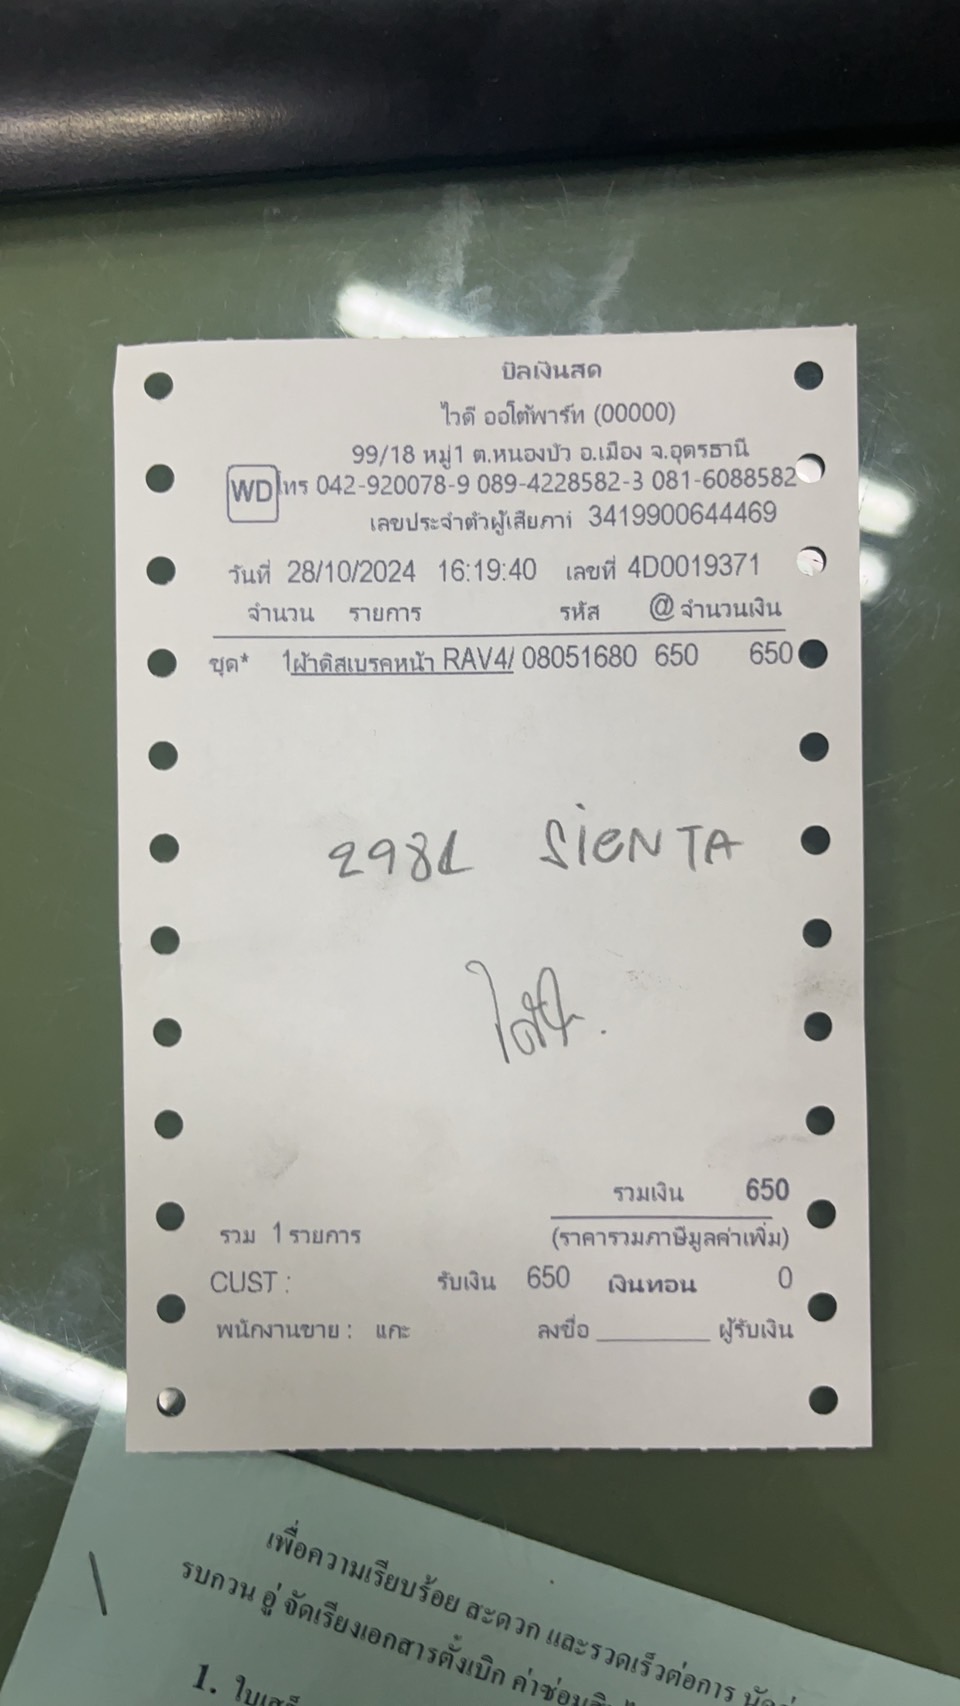 บิลเงินสด
ไวดี ออโต้พาร์ท (00000)
99/18 หมู่1 ต.หนองบัว อ.เมือง จ.อุดรธานี
WD โทร 042-920078-9 089-4228582-3 081-6088582
เลขประจำตัวผู้เสียภาษี 3419900644469
วันที่ 28/10/2024 16:19:40 เลขที่ 4D0019371
จำนวน รายการ รหัส @ จำนวนเงิน
ชุด* 1ผ้าดิสเบรคหน้า RAV4/ 08051680 650 650
SiENTA
รวมเงิน 650
รวม 1 รายการ (ราคารวมภาษีมูลค่าเพิ่ม)
CUST : รับเงิน 650 เงินทอน 0
พนักงานขาย : แกะ ลงชื่อ ________ ผู้รับเงิน
เพื่อความเรียบร้อย สะดวก และรวดเร็วต่อการ
รบกวน อู่ จัดเรียงเอกสารตั้งเบิก ค่าซ่อม
1. ใบเสร็